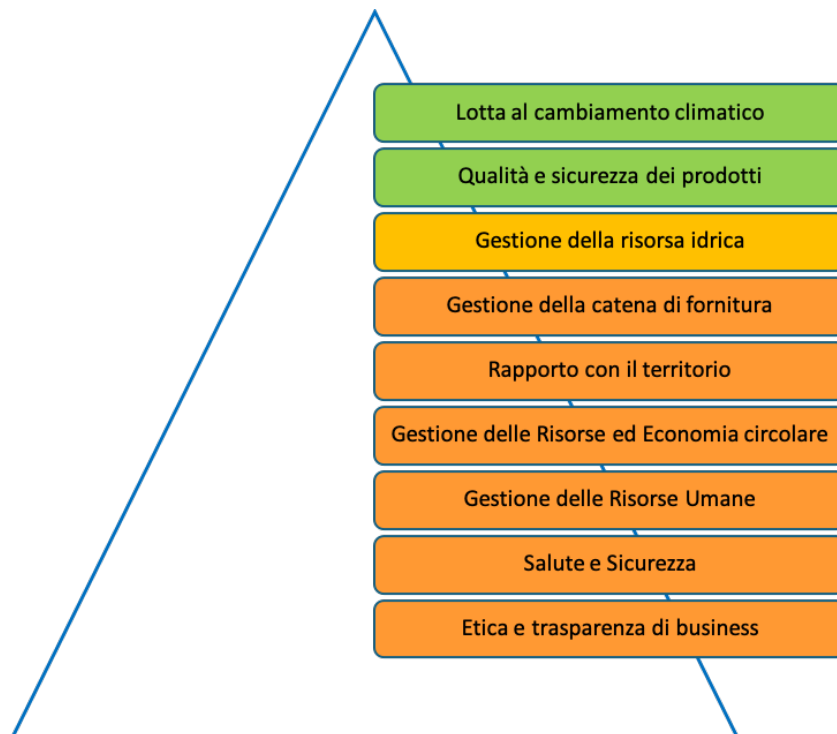 Lotta al cambiamento climatico
Qualità e sicurezza dei prodotti
Gestione della risorsa idrica
Gestione della catena di fornitura
Rapporto con il territorio
Gestione delle Risorse ed Economia circolare
Gestione delle Risorse Umane
Salute e Sicurezza
Etica e trasparenza di business